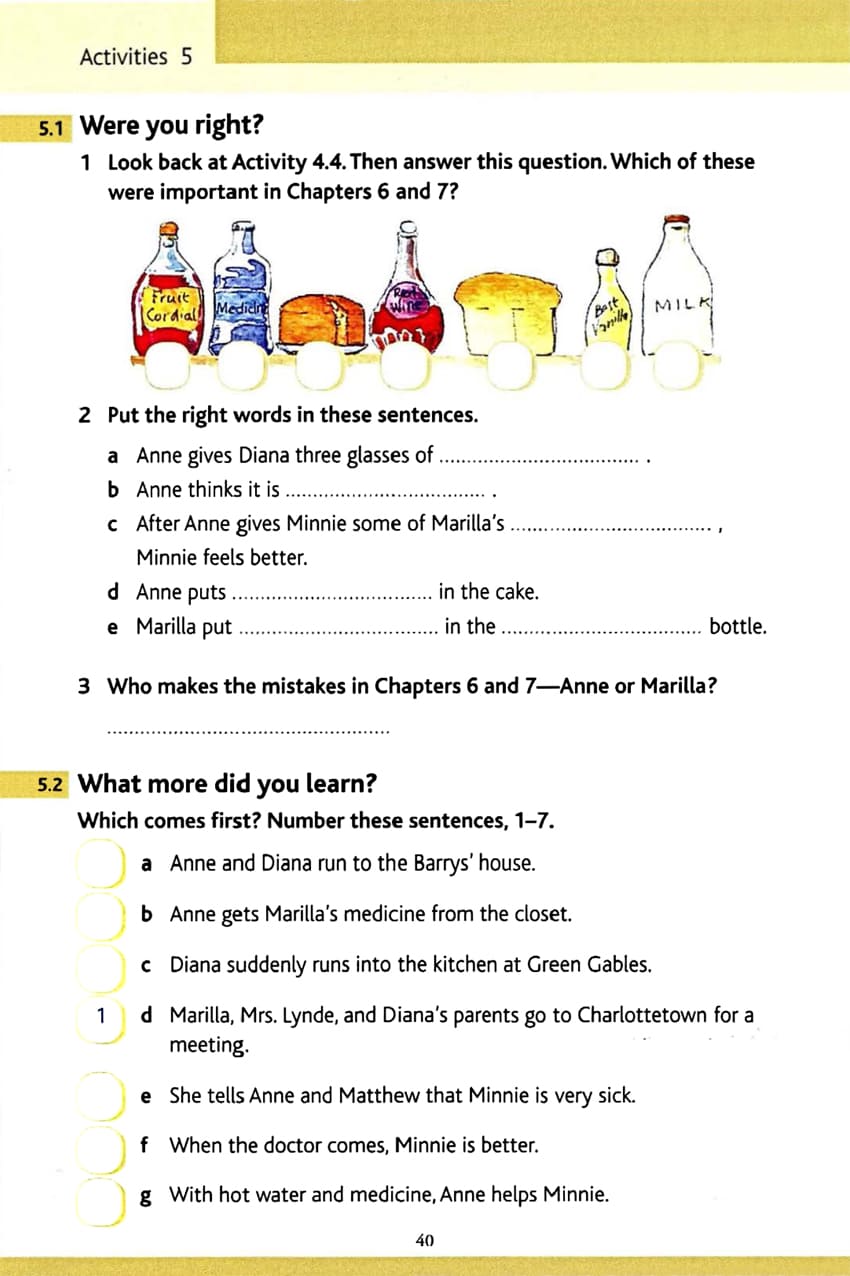 Activities 5
5.1 Were you right?
1 Look back at Activity 4.4. Then answer this question. Which of these
were important in Chapters 6 and 7?
Fruit
Cordial
Medicine
Red
Wine
Best
Vanilla
MILK
2 Put the right words in these sentences.
a Anne gives Diana three glasses of .................................... .
b Anne thinks it is .................................... .
c After Anne gives Minnie some of Marilla's .................................... ,
Minnie feels better.
d Anne puts .................................... in the cake.
e Marilla put .................................... in the .................................... bottle.
3 Who makes the mistakes in Chapters 6 and 7—Anne or Marilla?
....................................................
5.2 What more did you learn?
Which comes first? Number these sentences, 1–7.
a Anne and Diana run to the Barrys' house.
b Anne gets Marilla's medicine from the closet.
c Diana suddenly runs into the kitchen at Green Gables.
1 d Marilla, Mrs. Lynde, and Diana's parents go to Charlottetown for a
meeting.
e She tells Anne and Matthew that Minnie is very sick.
f When the doctor comes, Minnie is better.
g With hot water and medicine, Anne helps Minnie.
40